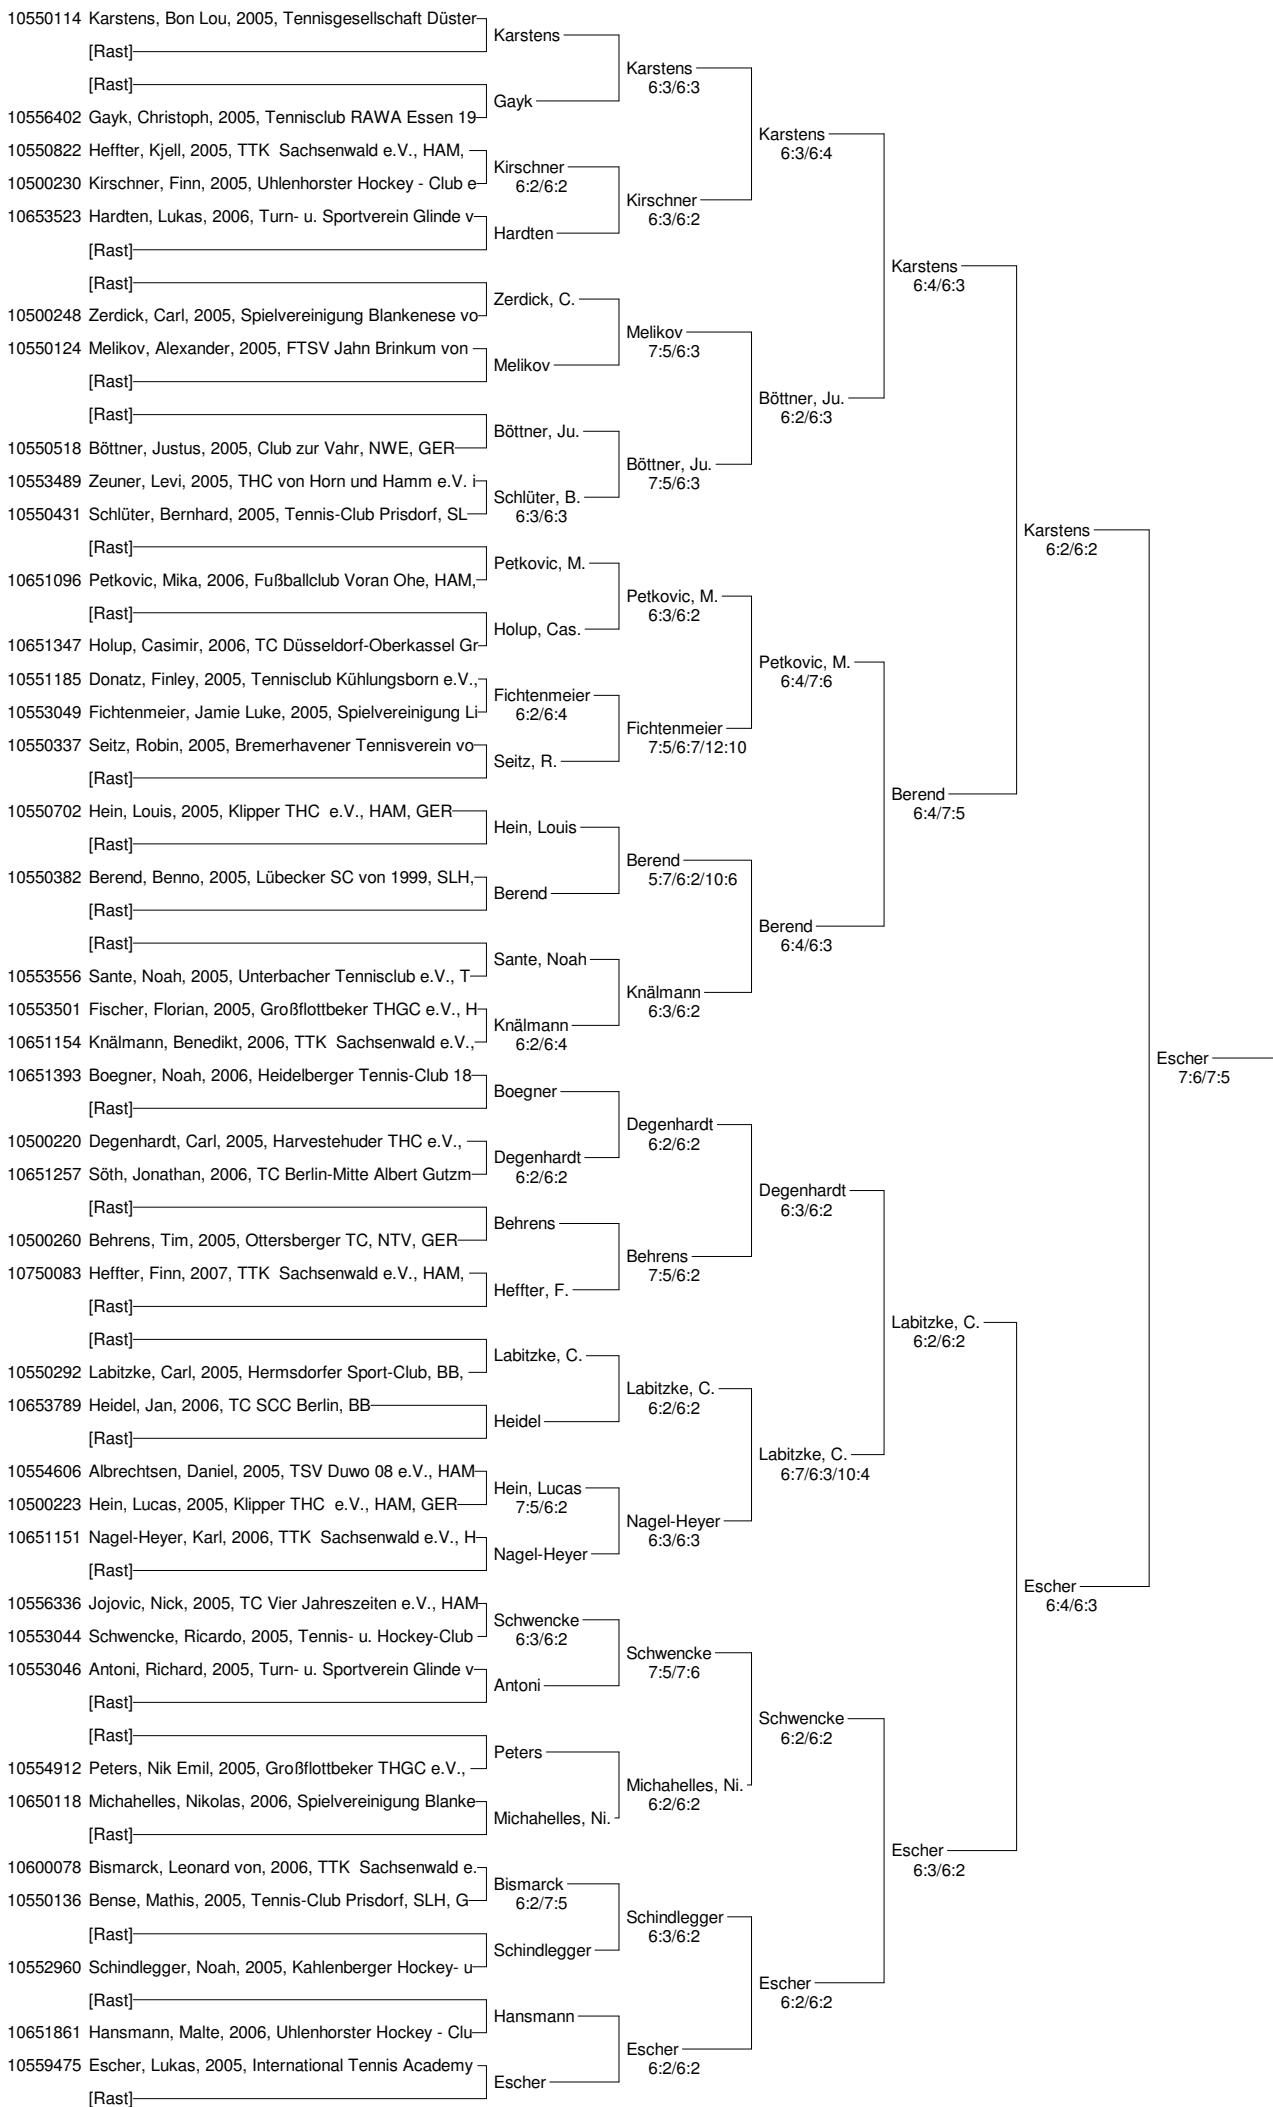 10550114 Karstens, Bon Lou, 2005, Tennisgesellschaft Düster
Karstens
[Rast]
Karstens
6:3/6:3
[Rast]
Gayk
10556402 Gayk, Christoph, 2005, Tennisclub RAWA Essen 19
Karstens
6:3/6:4
10550822 Heffter, Kjell, 2005, TTK Sachsenwald e.V., HAM,
Kirschner
6:2/6:2
10500230 Kirschner, Finn, 2005, Uhlenhorster Hockey - Club e
Kirschner
6:3/6:2
10653523 Hardten, Lukas, 2006, Turn- u. Sportverein Glinde v
Hardten
[Rast]
Karstens
6:4/6:3
[Rast]
Zerdick, C.
10500248 Zerdick, Carl, 2005, Spielvereinigung Blankenese vo
Melikov
7:5/6:3
10550124 Melikov, Alexander, 2005, FTSV Jahn Brinkum von
Melikov
[Rast]
Böttner, Ju.
6:2/6:3
[Rast]
Böttner, Ju.
10550518 Böttner, Justus, 2005, Club zur Vahr, NWE, GER
Böttner, Ju.
7:5/6:3
10553489 Zeuner, Levi, 2005, THC von Horn und Hamm e.V. i
Schlüter, B.
6:3/6:3
10550431 Schlüter, Bernhard, 2005, Tennis-Club Prisdorf, SL
Karstens
6:2/6:2
[Rast]
Petkovic, M.
10651096 Petkovic, Mika, 2006, Fußballclub Voran Ohe, HAM,
Petkovic, M.
6:3/6:2
[Rast]
Holup, Cas.
10651347 Holup, Casimir, 2006, TC Düsseldorf-Oberkassel Gr
Petkovic, M.
6:4/7:6
10551185 Donatz, Finley, 2005, Tennisclub Kühlungsborn e.V.,
Fichtenmeier
6:2/6:4
10553049 Fichtenmeier, Jamie Luke, 2005, Spielvereinigung Li
Fichtenmeier
7:5/6:7/12:10
10550337 Seitz, Robin, 2005, Bremerhavener Tennisverein vo
Seitz, R.
[Rast]
Berend
6:4/7:5
10550702 Hein, Louis, 2005, Klipper THC e.V., HAM, GER
Hein, Louis
[Rast]
Berend
5:7/6:2/10:6
10550382 Berend, Benno, 2005, Lübecker SC von 1999, SLH,
Berend
[Rast]
Berend
6:4/6:3
[Rast]
Sante, Noah
10553556 Sante, Noah, 2005, Unterbacher Tennisclub e.V., T
Knälmann
6:3/6:2
10553501 Fischer, Florian, 2005, Großflottbeker THGC e.V., H
Knälmann
6:2/6:4
10651154 Knälmann, Benedikt, 2006, TTK Sachsenwald e.V.,
Escher
7:6/7:5
10651393 Boegner, Noah, 2006, Heidelberger Tennis-Club 18
Boegner
[Rast]
Degenhardt
6:2/6:2
10500220 Degenhardt, Carl, 2005, Harvestehuder THC e.V.,
Degenhardt
6:2/6:2
10651257 Söth, Jonathan, 2006, TC Berlin-Mitte Albert Gutzm
Degenhardt
6:3/6:2
[Rast]
Behrens
10500260 Behrens, Tim, 2005, Ottersberger TC, NTV, GER
Behrens
7:5/6:2
10750083 Heffter, Finn, 2007, TTK Sachsenwald e.V., HAM,
Heffter, F.
[Rast]
Labitzke, C.
6:2/6:2
[Rast]
Labitzke, C.
10550292 Labitzke, Carl, 2005, Hermsdorfer Sport-Club, BB,
Labitzke, C.
6:2/6:2
10653789 Heidel, Jan, 2006, TC SCC Berlin, BB
Heidel
[Rast]
Labitzke, C.
6:7/6:3/10:4
10554606 Albrechtsen, Daniel, 2005, TSV Duwo 08 e.V., HAM
Hein, Lucas
7:5/6:2
10500223 Hein, Lucas, 2005, Klipper THC e.V., HAM, GER
Nagel-Heyer
6:3/6:3
10651151 Nagel-Heyer, Karl, 2006, TTK Sachsenwald e.V., H
Nagel-Heyer
[Rast]
Escher
6:4/6:3
10556336 Jojovic, Nick, 2005, TC Vier Jahreszeiten e.V., HAM
Schwencke
6:3/6:2
10553044 Schwencke, Ricardo, 2005, Tennis- u. Hockey-Club
Schwencke
7:5/7:6
10553046 Antoni, Richard, 2005, Turn- u. Sportverein Glinde v
Antoni
[Rast]
Schwencke
6:2/6:2
[Rast]
Peters
10554912 Peters, Nik Emil, 2005, Großflottbeker THGC e.V.,
Michahelles, Ni.
6:2/6:2
10650118 Michahelles, Nikolas, 2006, Spielvereinigung Blanke
Michahelles, Ni.
[Rast]
Escher
6:3/6:2
10600078 Bismarck, Leonard von, 2006, TTK Sachsenwald e.
Bismarck
6:2/7:5
10550136 Bense, Mathis, 2005, Tennis-Club Prisdorf, SLH, G
Schindlegger
6:3/6:2
[Rast]
Schindlegger
10552960 Schindlegger, Noah, 2005, Kahlenberger Hockey- u
Escher
6:2/6:2
[Rast]
Hansmann
10651861 Hansmann, Malte, 2006, Uhlenhorster Hockey - Clu
Escher
6:2/6:2
10559475 Escher, Lukas, 2005, International Tennis Academy
Escher
[Rast]